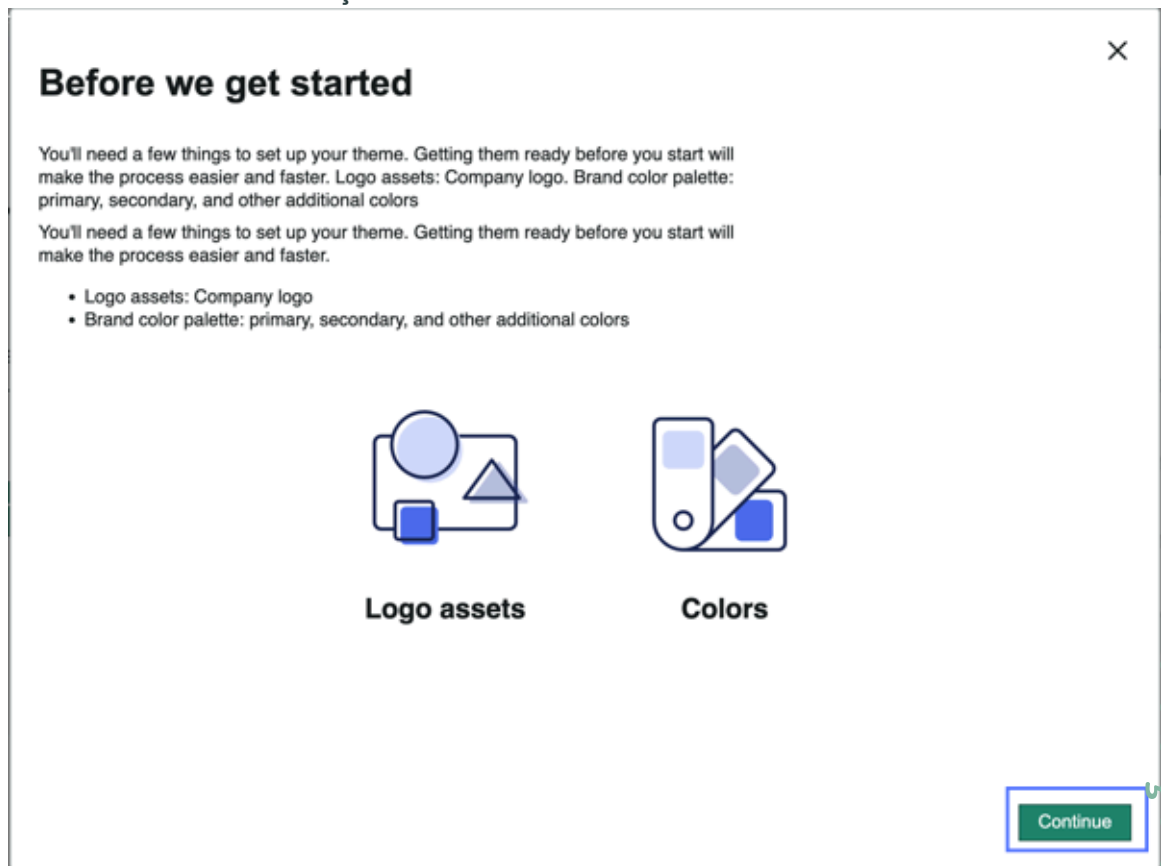 Before we get started
You'll need a few things to set up your theme. Getting them ready before you start will
make the process easier and faster. Logo assets: Company logo. Brand color palette:
primary, secondary, and other additional colors
You'll need a few things to set up your theme. Getting them ready before you start will
make the process easier and faster.
• Logo assets: Company logo
• Brand color palette: primary, secondary, and other additional colors
Logo assets
Colors
Continue